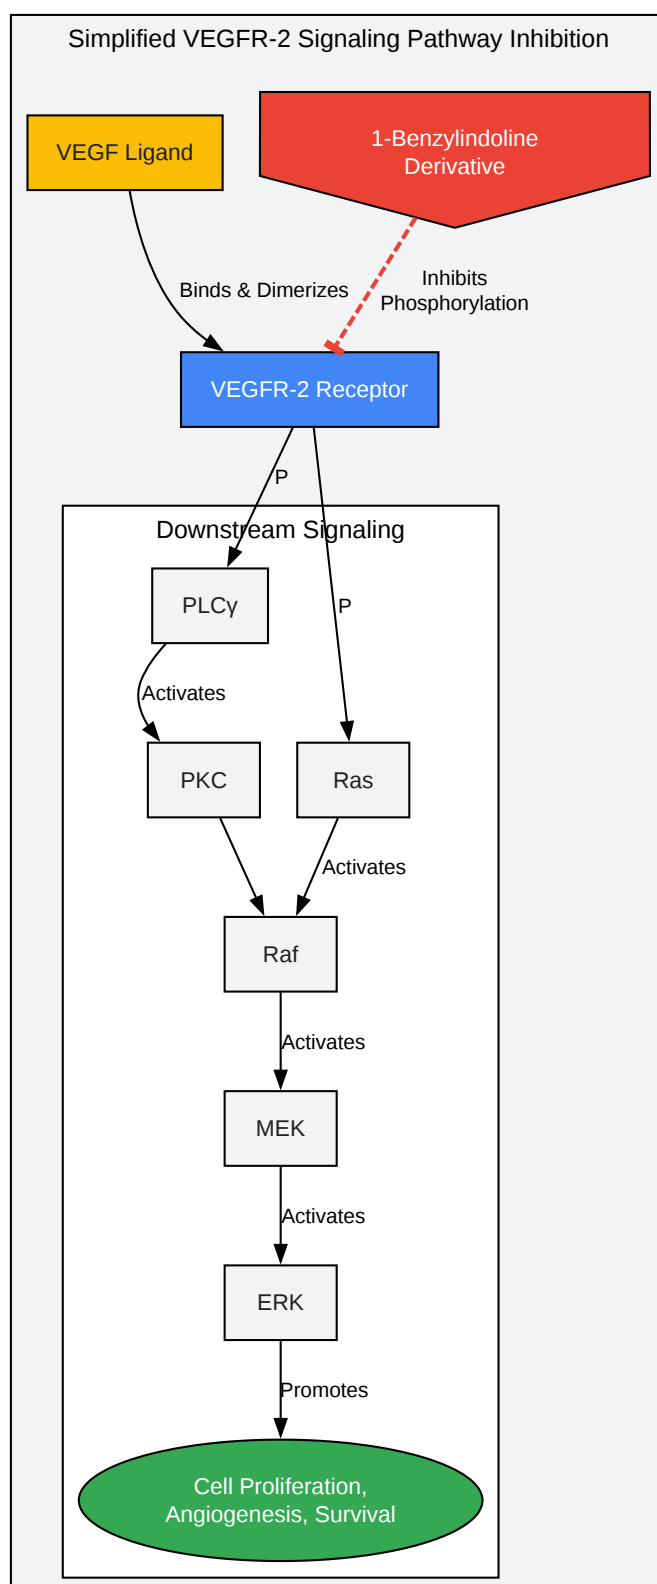 Simplified VEGFR-2 Signaling Pathway Inhibition
VEGF Ligand
1-Benzylindoline
Derivative
Binds & Dimerizes
Inhibits
Phosphorylation
VEGFR-2 Receptor
P
Downstream Signaling
PLCγ
P
Activates
PKC
Ras
Activates
Raf
Activates
MEK
Activates
ERK
Promotes
Cell Proliferation,
Angiogenesis, Survival